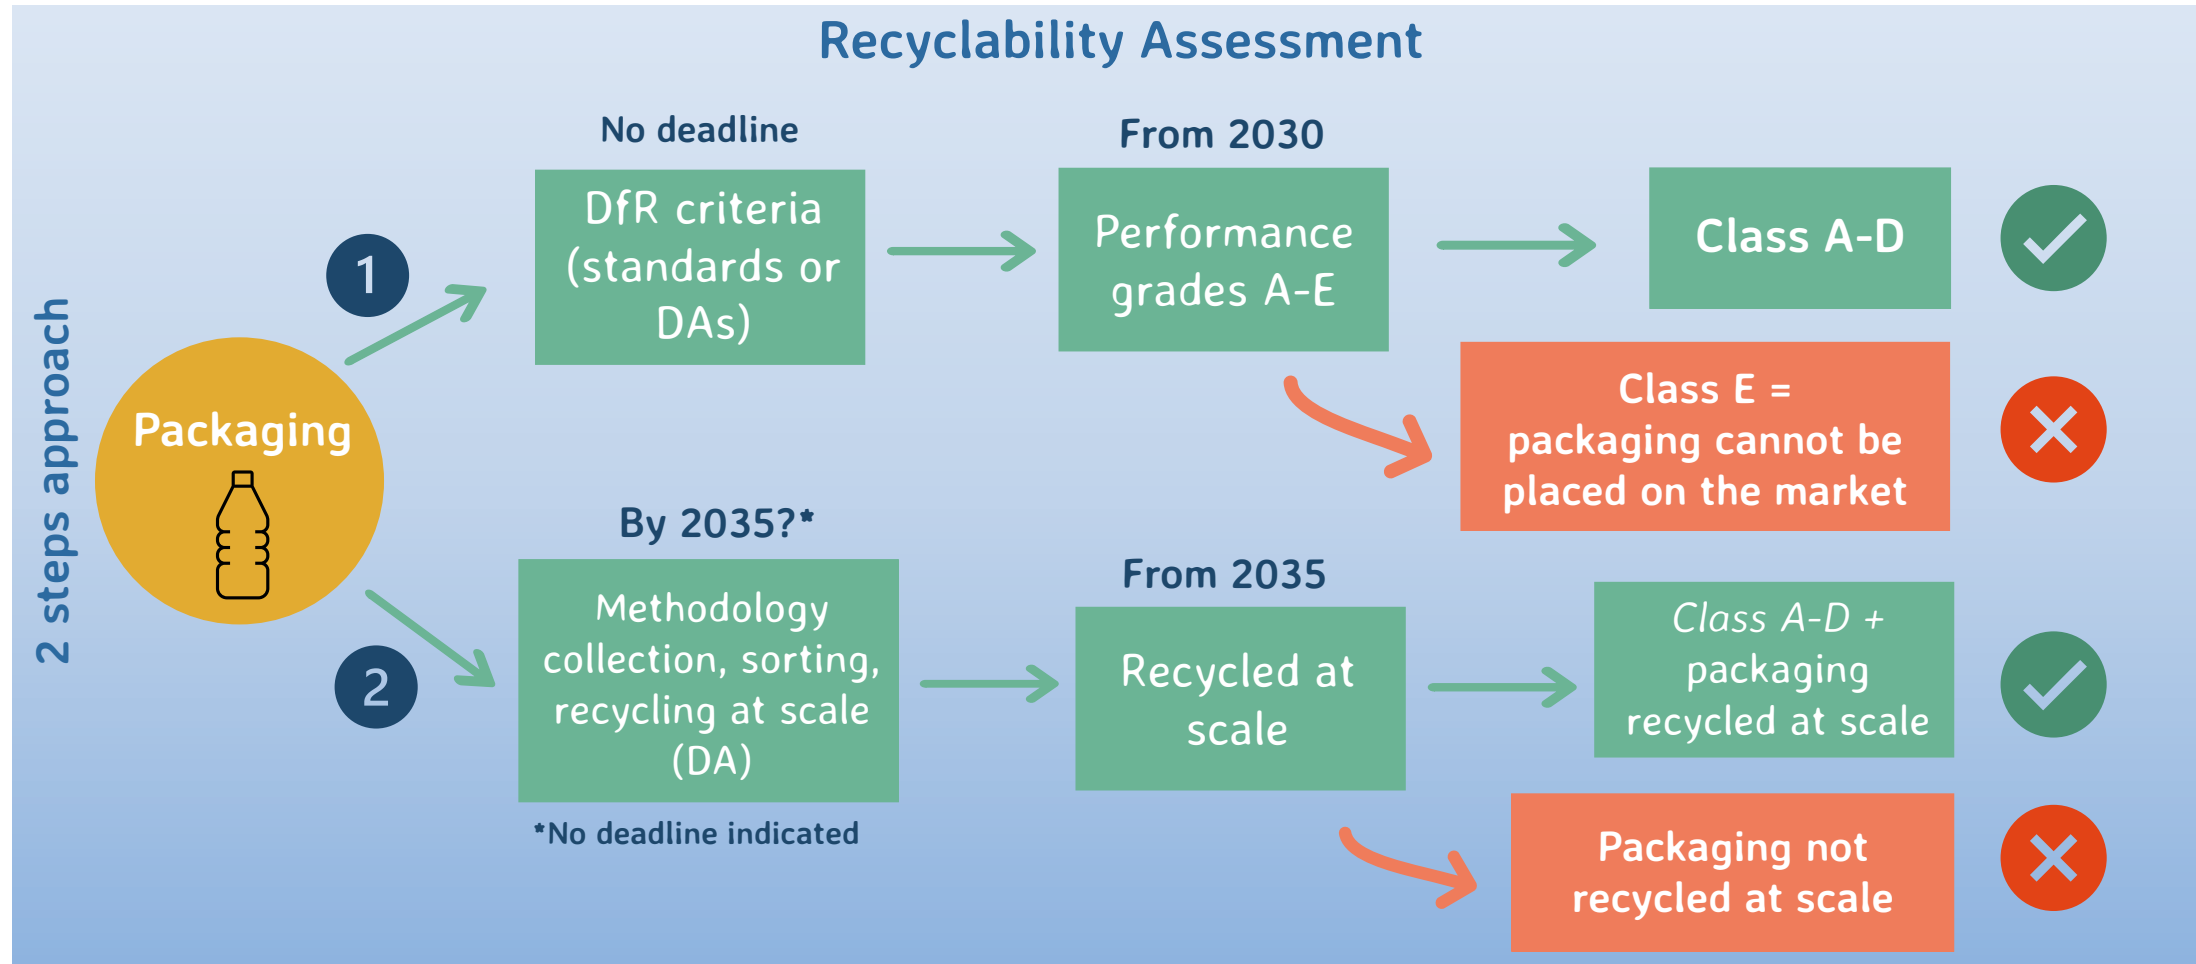 Recyclability Assessment
2 steps approach
Packaging
1
No deadline
DfR criteria
(standards or
DAs)
From 2030
Performance
grades A-E
Class A-D
Class E =
packaging cannot be
placed on the market
2
By 2035?*
Methodology
collection, sorting,
recycling at scale
(DA)
*No deadline indicated
From 2035
Recycled at
scale
Class A-D +
packaging
recycled at scale
Packaging not
recycled at scale